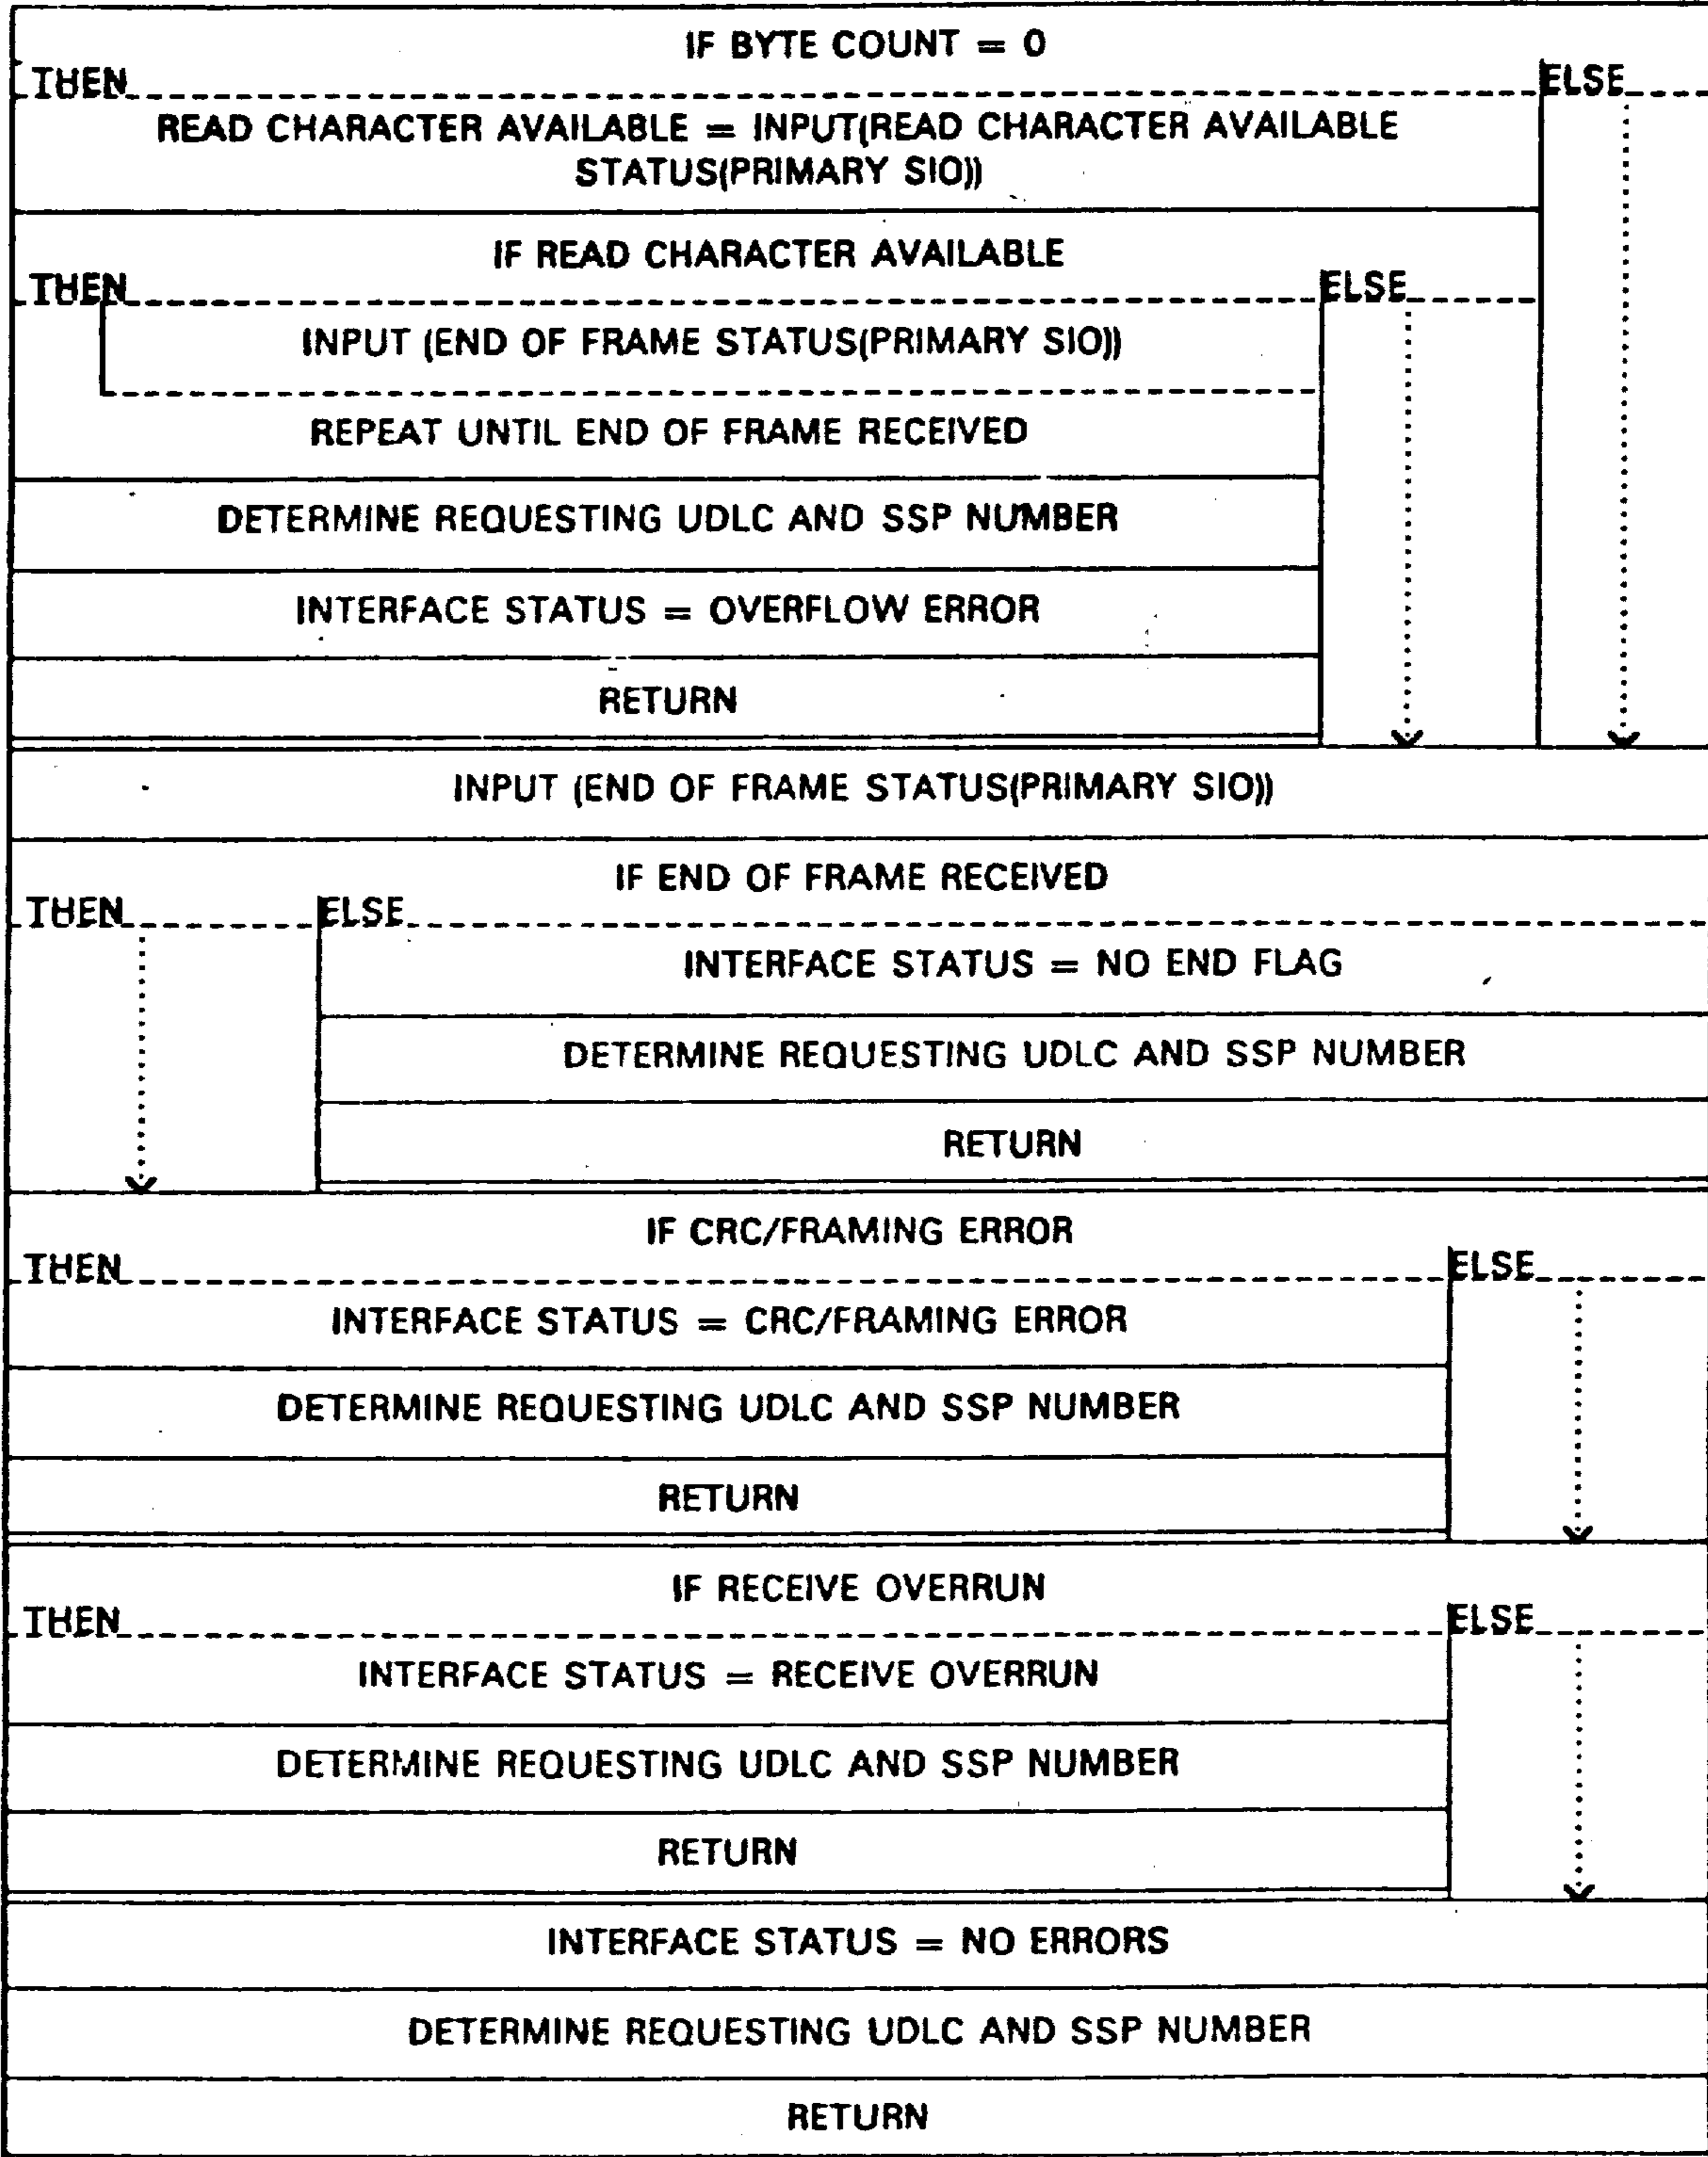 IF BYTE COUNT = 0
THEN ELSE
READ CHARACTER AVAILABLE = INPUT(READ CHARACTER AVAILABLE
STATUS(PRIMARY SIO))
IF READ CHARACTER AVAILABLE
THEN ELSE
INPUT (END OF FRAME STATUS(PRIMARY SIO))
REPEAT UNTIL END OF FRAME RECEIVED
DETERMINE REQUESTING UDLC AND SSP NUMBER
INTERFACE STATUS = OVERFLOW ERROR
RETURN
INPUT (END OF FRAME STATUS(PRIMARY SIO))
IF END OF FRAME RECEIVED
THEN ELSE
INTERFACE STATUS = NO END FLAG
DETERMINE REQUESTING UDLC AND SSP NUMBER
RETURN
IF CRC/FRAMING ERROR
THEN ELSE
INTERFACE STATUS = CRC/FRAMING ERROR
DETERMINE REQUESTING UDLC AND SSP NUMBER
RETURN
IF RECEIVE OVERRUN
THEN ELSE
INTERFACE STATUS = RECEIVE OVERRUN
DETERMINE REQUESTING UDLC AND SSP NUMBER
RETURN
INTERFACE STATUS = NO ERRORS
DETERMINE REQUESTING UDLC AND SSP NUMBER
RETURN